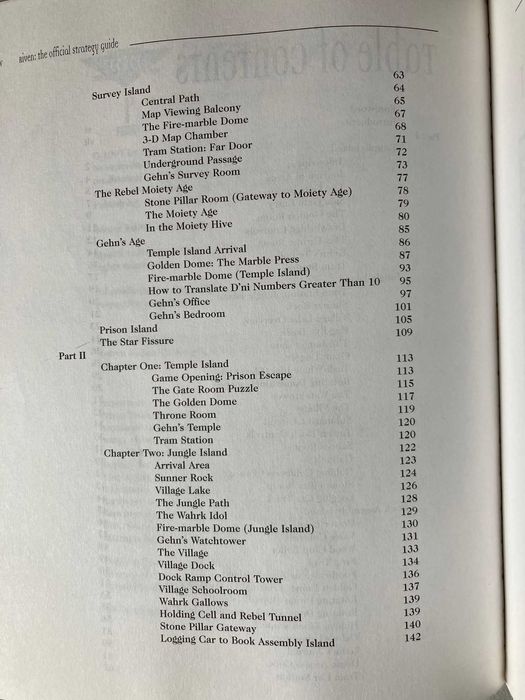 riven: the official strategy guide
Survey Island 63
Central Path 64
Map Viewing Balcony 65
The Fire-marble Dome 67
3-D Map Chamber 68
Tram Station: Far Door 71
Underground Passage 72
Gehn's Survey Room 73
The Rebel Moiety Age 77
Stone Pillar Room (Gateway to Moiety Age) 78
The Moiety Age 79
In the Moiety Hive 80
Gehn's Age 85
Temple Island Arrival 86
Golden Dome: The Marble Press 87
Fire-marble Dome (Temple Island) 93
How to Translate D'ni Numbers Greater Than 10 95
Gehn's Office 97
Gehn's Bedroom 101
Prison Island 105
The Star Fissure 109
Part II
Chapter One: Temple Island 113
Game Opening: Prison Escape 113
The Gate Room Puzzle 115
The Golden Dome 117
Throne Room 119
Gehn's Temple 120
Tram Station 120
Chapter Two: Jungle Island 122
Arrival Area 123
Sunner Rock 124
Village Lake 126
The Jungle Path 128
The Wahrk Idol 129
Fire-marble Dome (Jungle Island) 130
Gehn's Watchtower 131
The Village 133
Village Dock 134
Dock Ramp Control Tower 136
Village Schoolroom 137
Wahrk Gallows 139
Holding Cell and Rebel Tunnel 139
Stone Pillar Gateway 140
Logging Car to Book Assembly Island 142